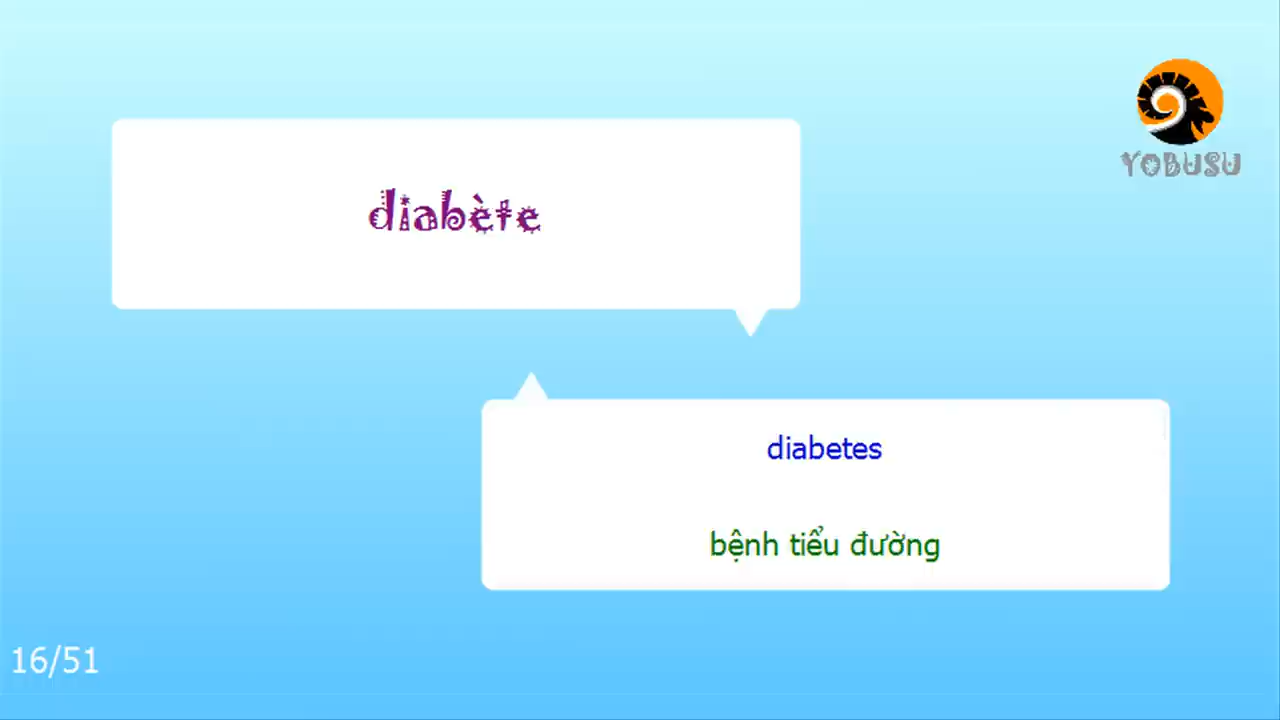 YOBUSU
diabète
diabetes
bệnh tiểu đường
16/51